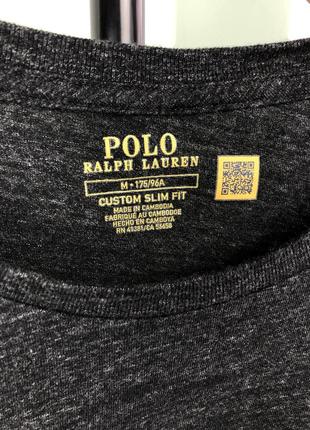 POLO
RALPH LAUREN
M • 175/96A
CUSTOM SLIM FIT
MADE IN CAMBODIA
FABRIQUÉ AU CAMBODGE
HECHO EN CAMBOYA
RN 41381/CA 56458